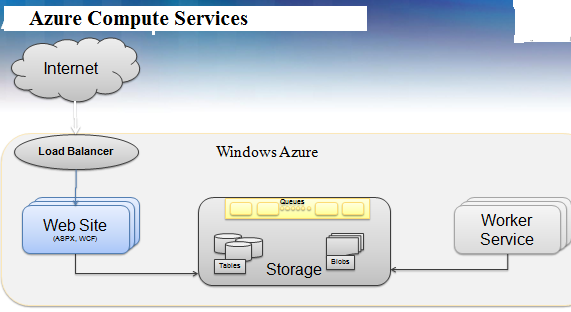 Azure Compute Services
Internet
Load Balancer
Windows Azure
Queues
Web Site
(ASPX, WCF)
Worker
Service
Tables
Storage
Blobs